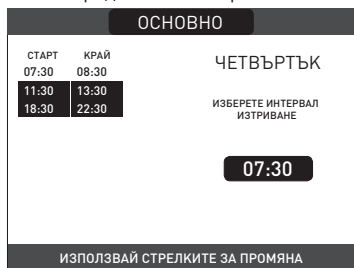 ОСНОВНО
СТАРТ КРАЙ
07:30 08:30
11:30 13:30
18:30 22:30
ЧЕТВЪРТЪК
ИЗБЕРЕТЕ ИНТЕРВАЛ
ИЗТРИВАНЕ
07:30
ИЗПОЛЗВАЙ СТРЕЛКИТЕ ЗА ПРОМЯНА